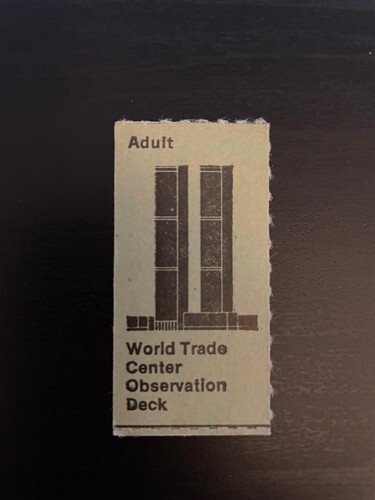 Adult
World Trade
Center
Observation
Deck